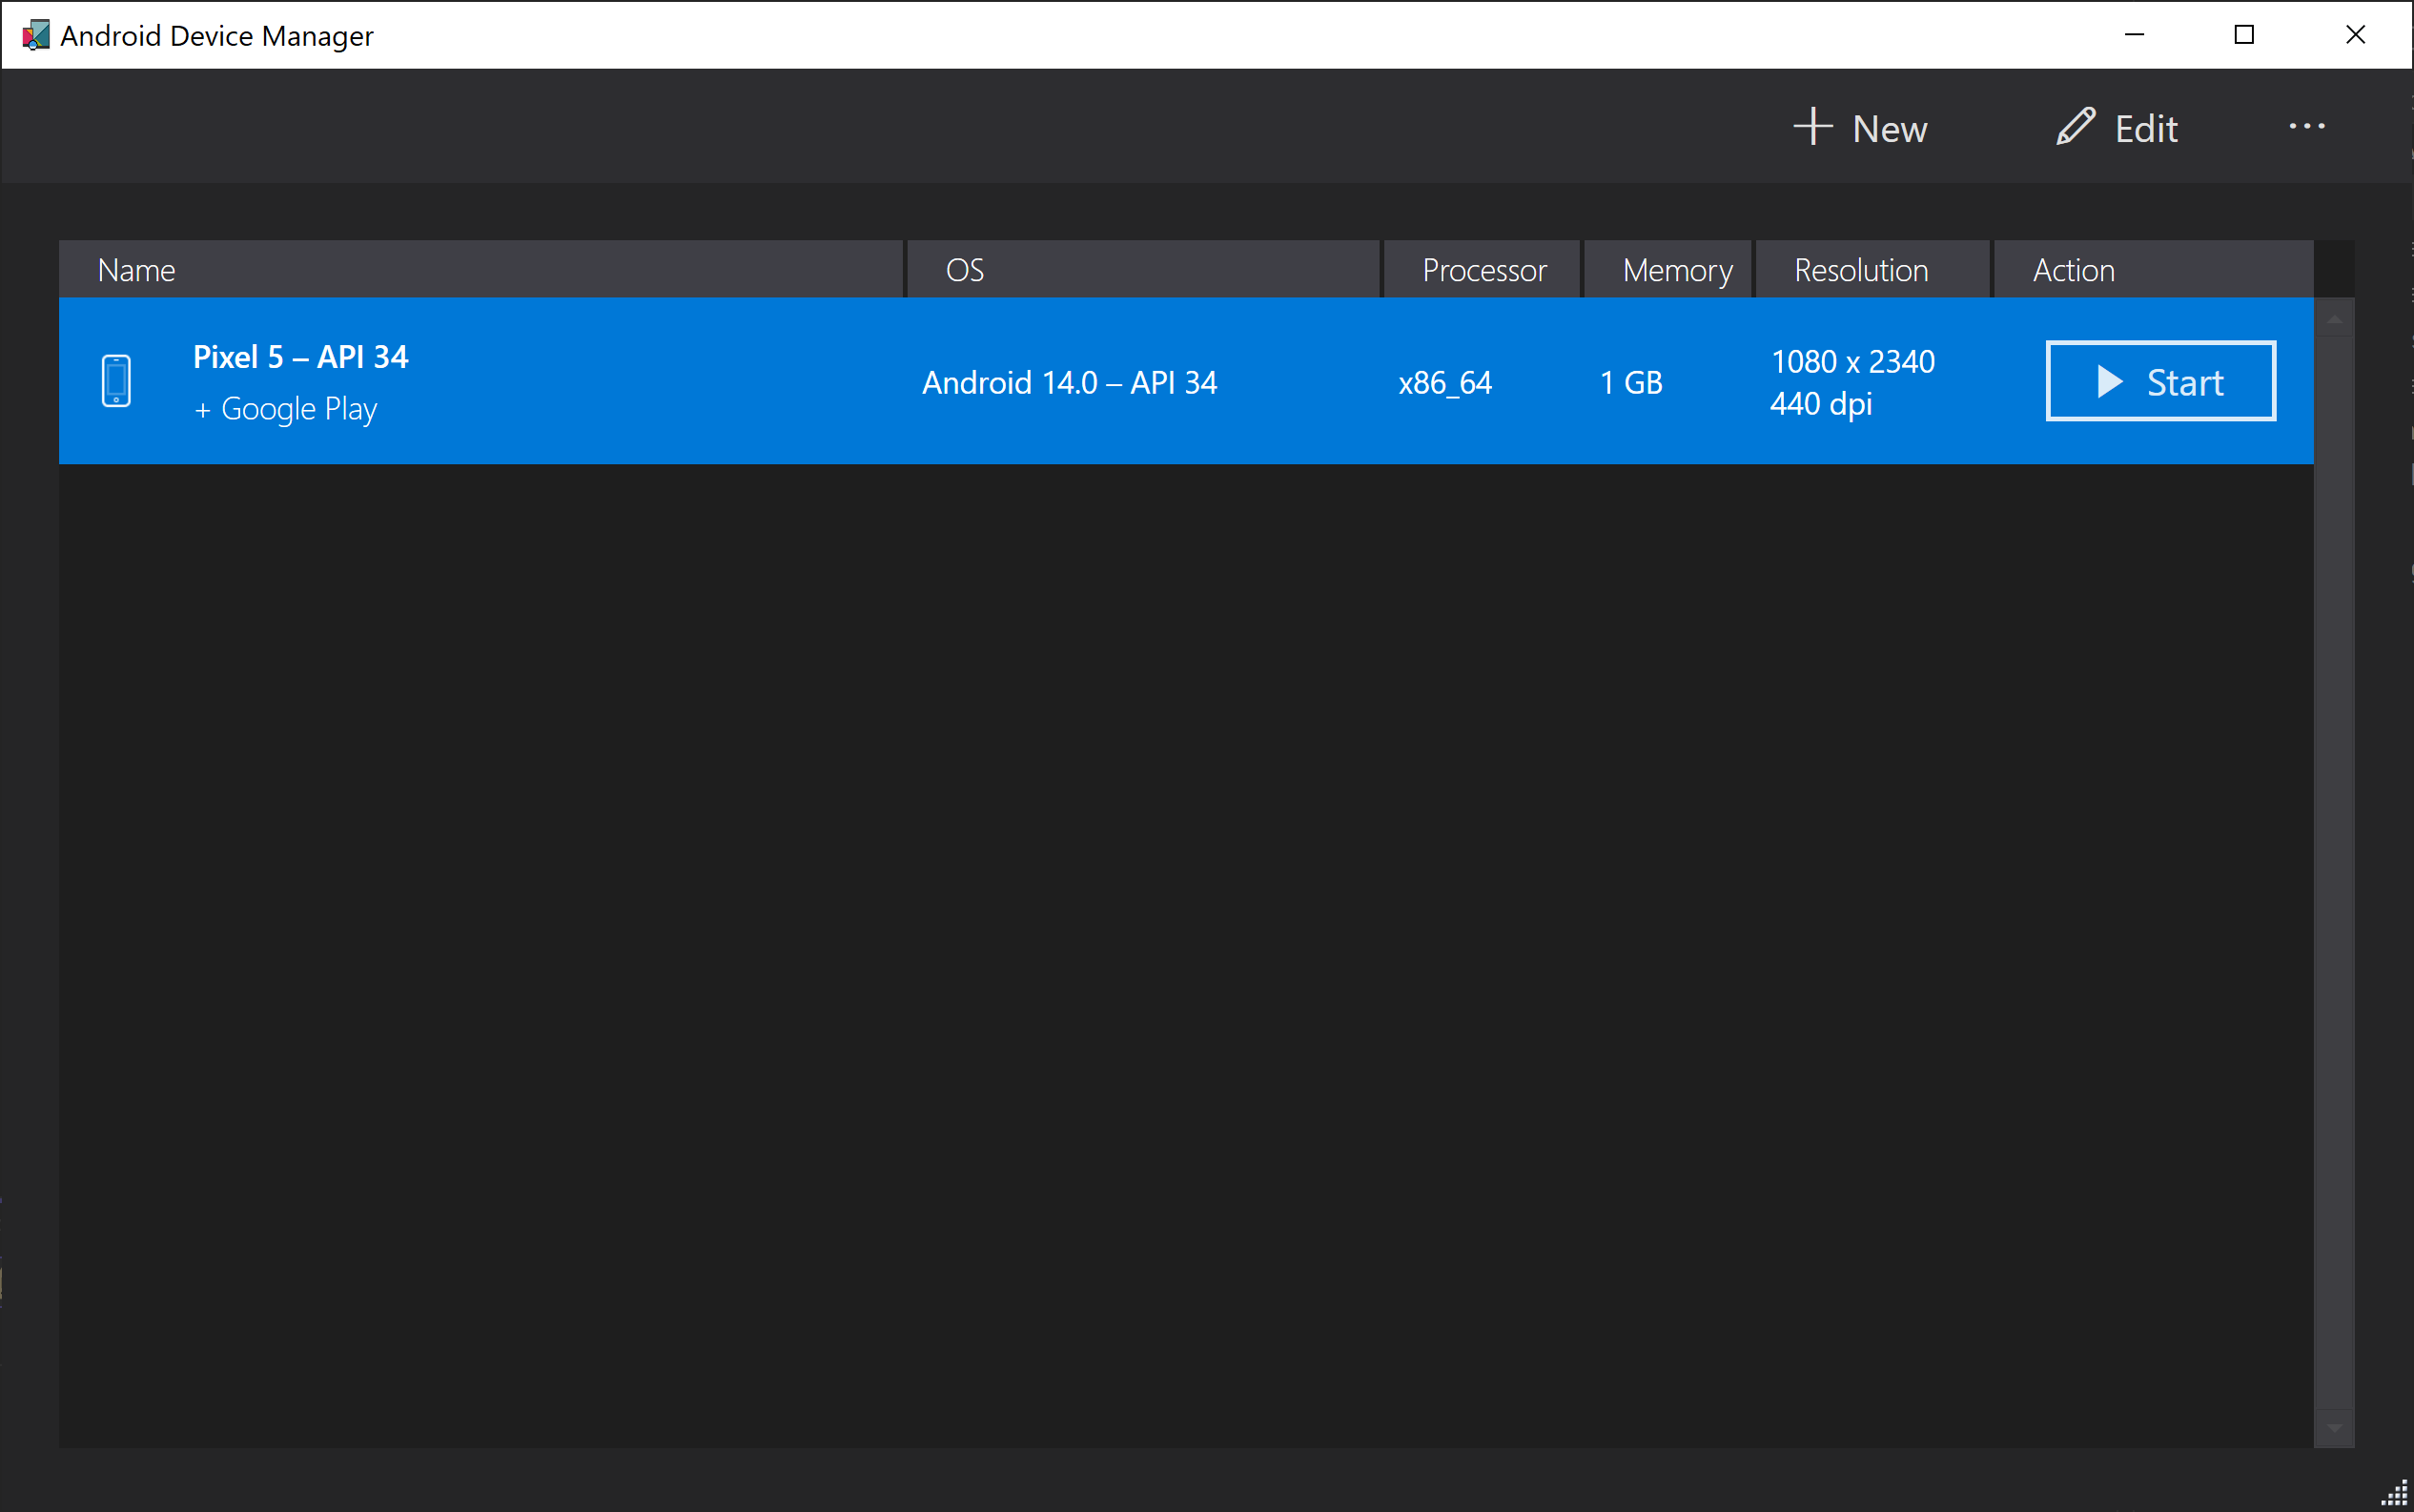 Android Device Manager
New Edit ...
Name OS Processor Memory Resolution Action
Pixel 5 – API 34
+ Google Play
Android 14.0 – API 34
x86_64
1 GB
1080 x 2340
440 dpi
Start